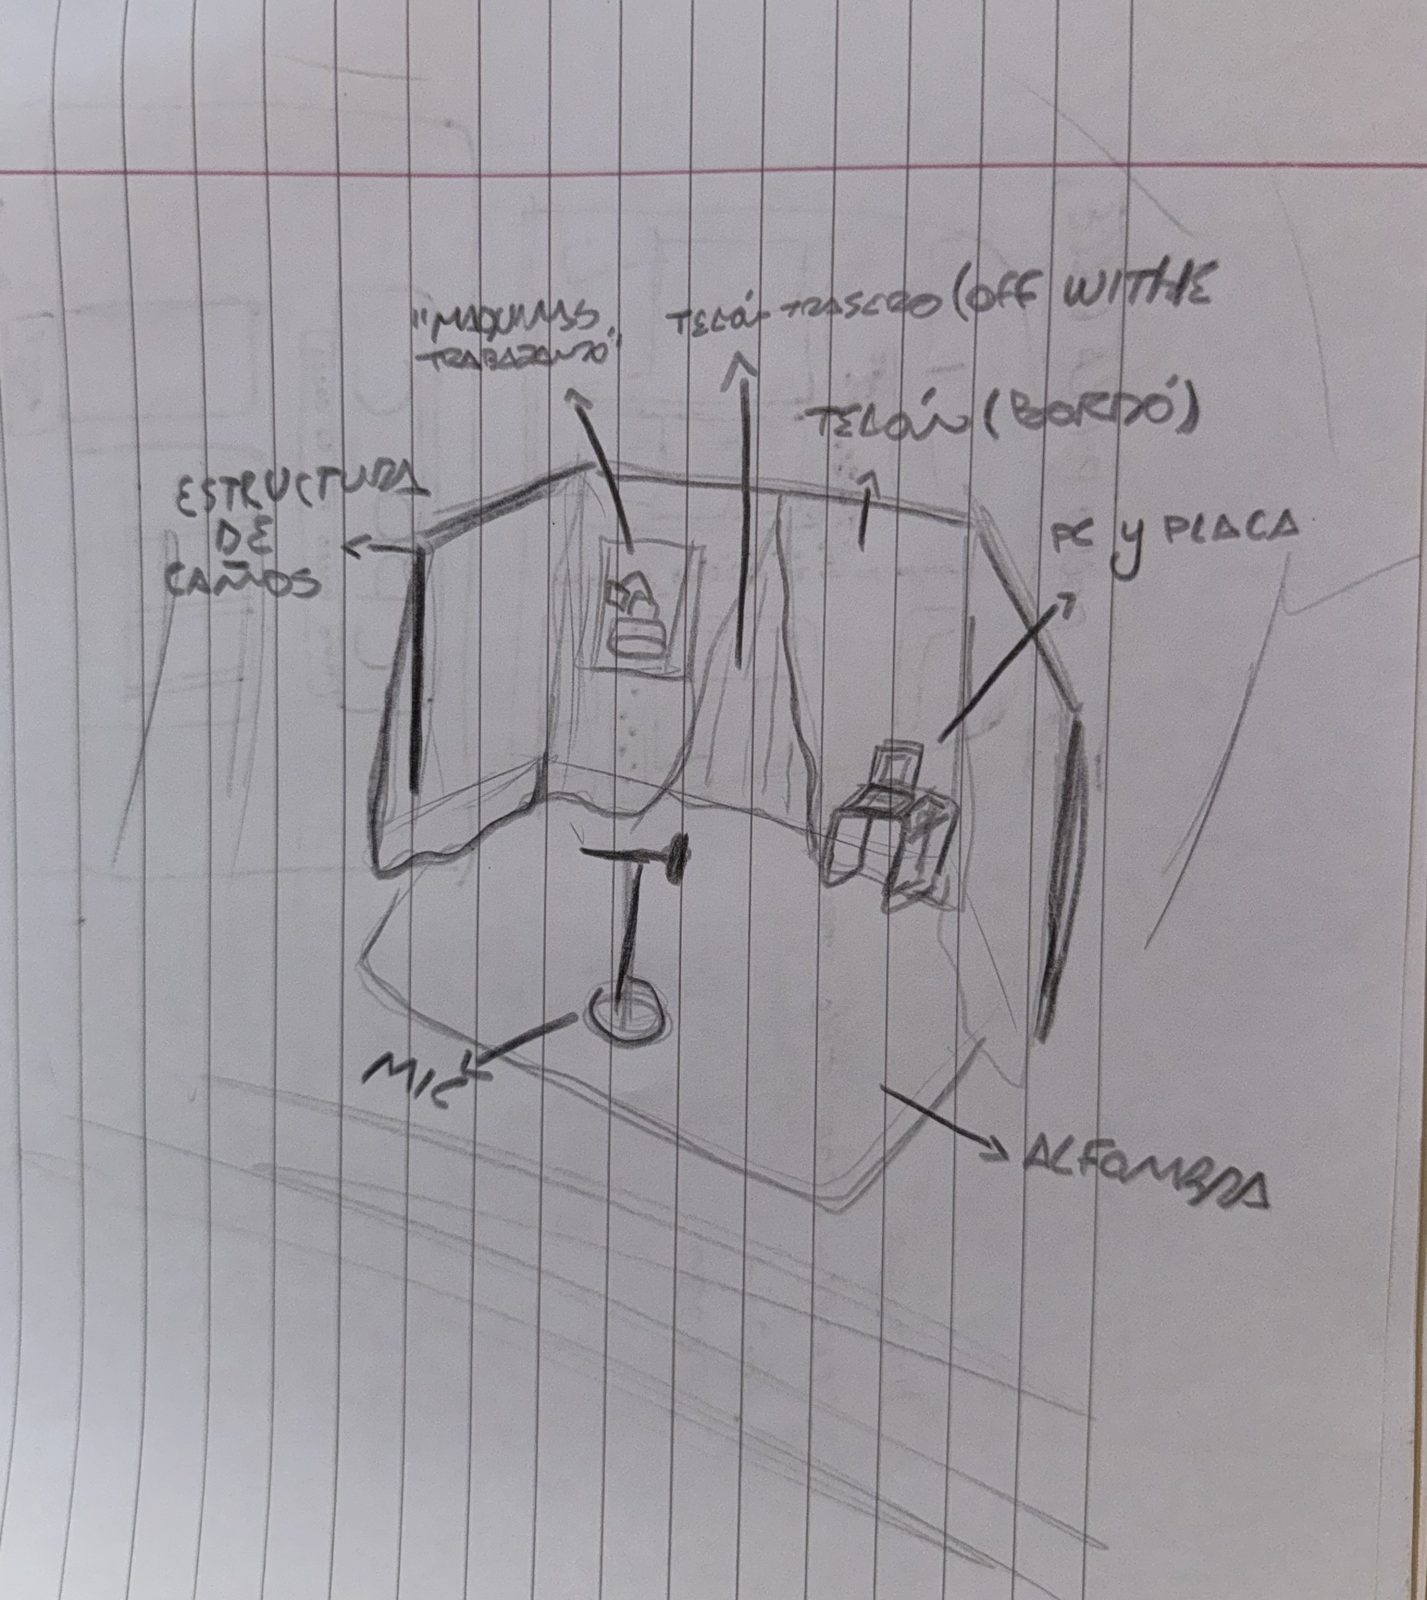 "MAQUINAS
TRABAJANDO"
TELÓN TRASERO (OFF WITHE
TELÓN (BORDÓ)
ESTRUCTURA
DE
CAÑOS
PC Y PLACA
MIC
ALFOMBRA